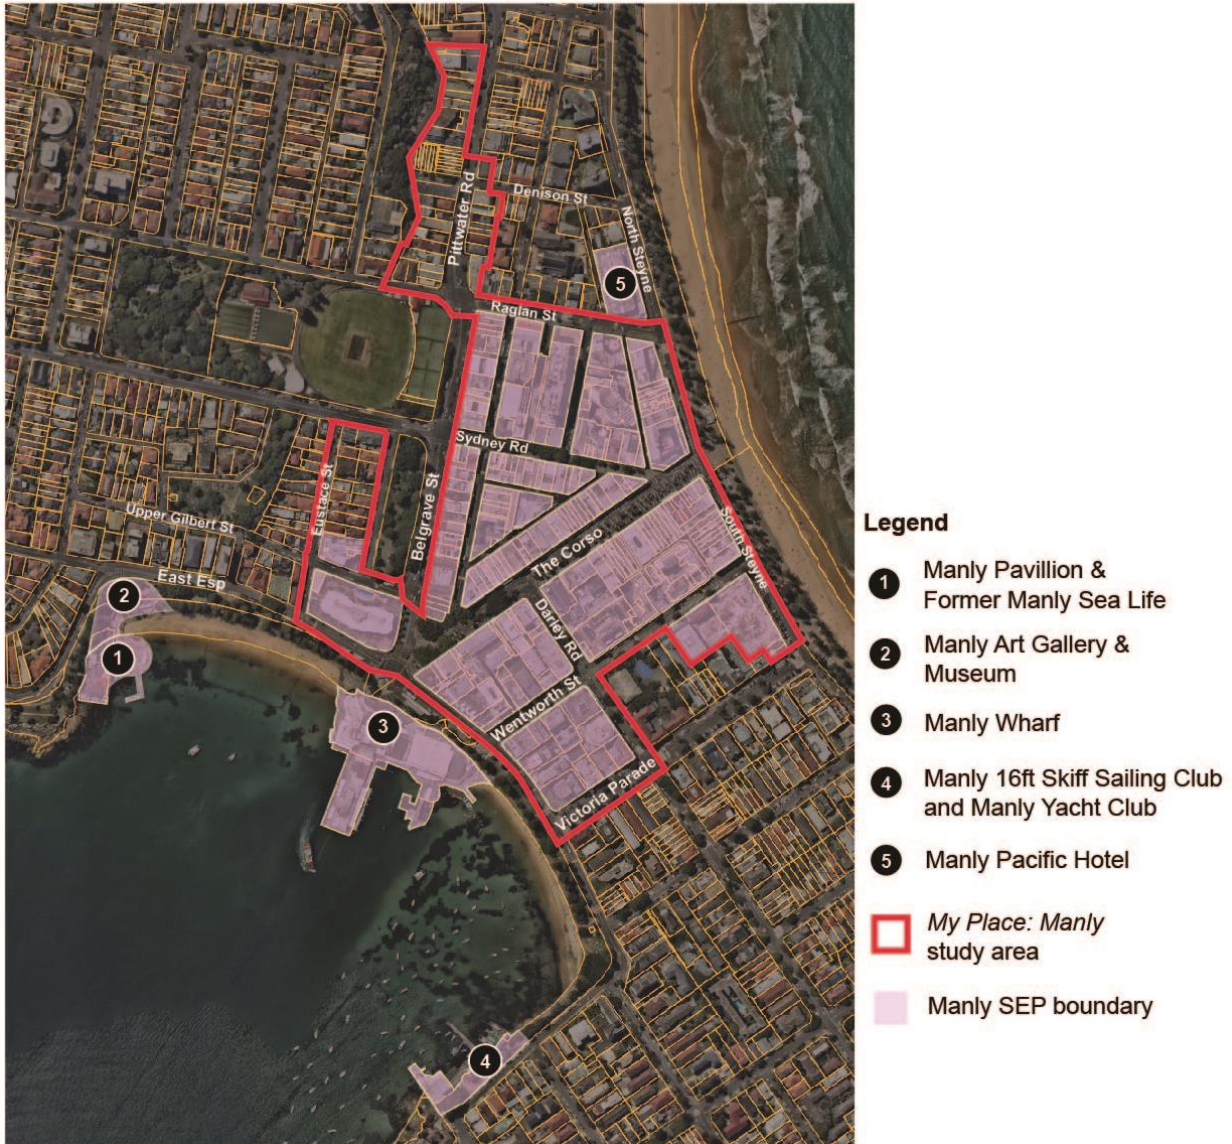 Pittwater Rd
Denison St
North Steyne
5
Raglan St
Sydney Rd
Eustace St
Belgrave St
Upper Gilbert St
The Corso
South Steyne
East Esp
2
Darley Rd
1
Wentworth St
3
Victoria Parade
4
Legend
1 Manly Pavillion &
Former Manly Sea Life
2 Manly Art Gallery &
Museum
3 Manly Wharf
4 Manly 16ft Skiff Sailing Club
and Manly Yacht Club
5 Manly Pacific Hotel
My Place: Manly
study area
Manly SEP boundary